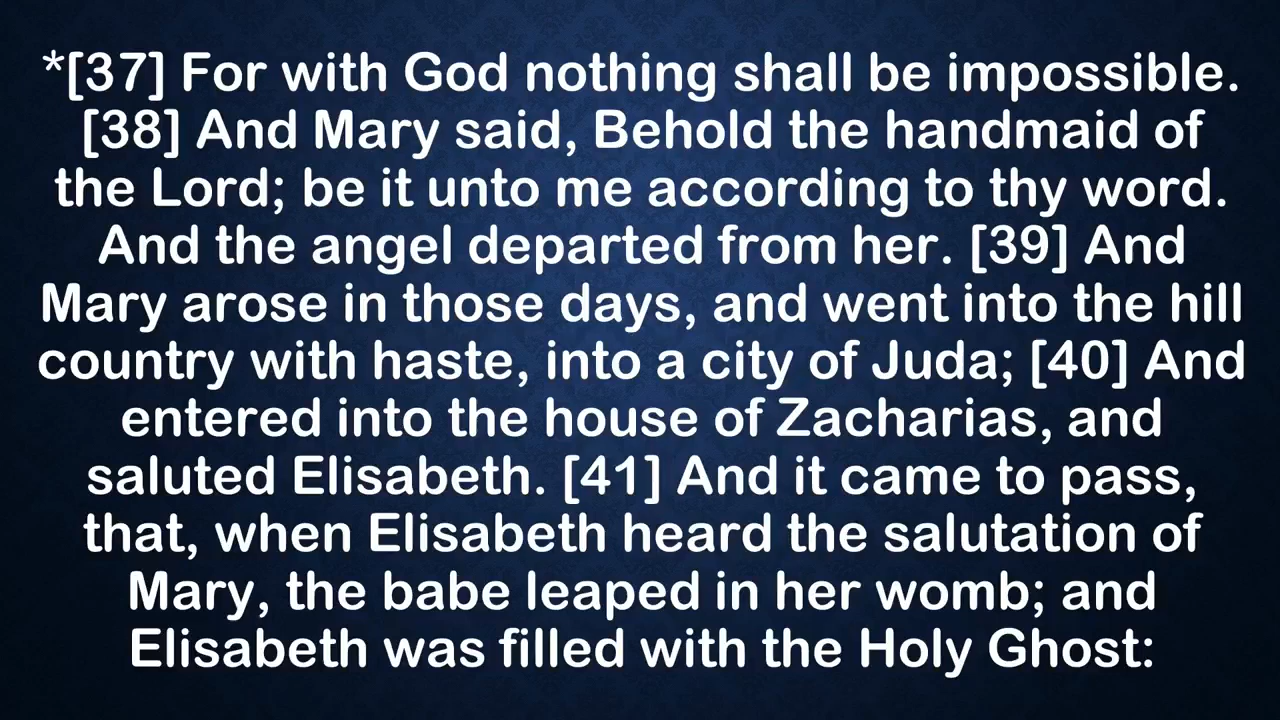 *[37] For with God nothing shall be impossible.
[38] And Mary said, Behold the handmaid of
the Lord; be it unto me according to thy word.
And the angel departed from her. [39] And
Mary arose in those days, and went into the hill
country with haste, into a city of Juda; [40] And
entered into the house of Zacharias, and
saluted Elisabeth. [41] And it came to pass,
that, when Elisabeth heard the salutation of
Mary, the babe leaped in her womb; and
Elisabeth was filled with the Holy Ghost: